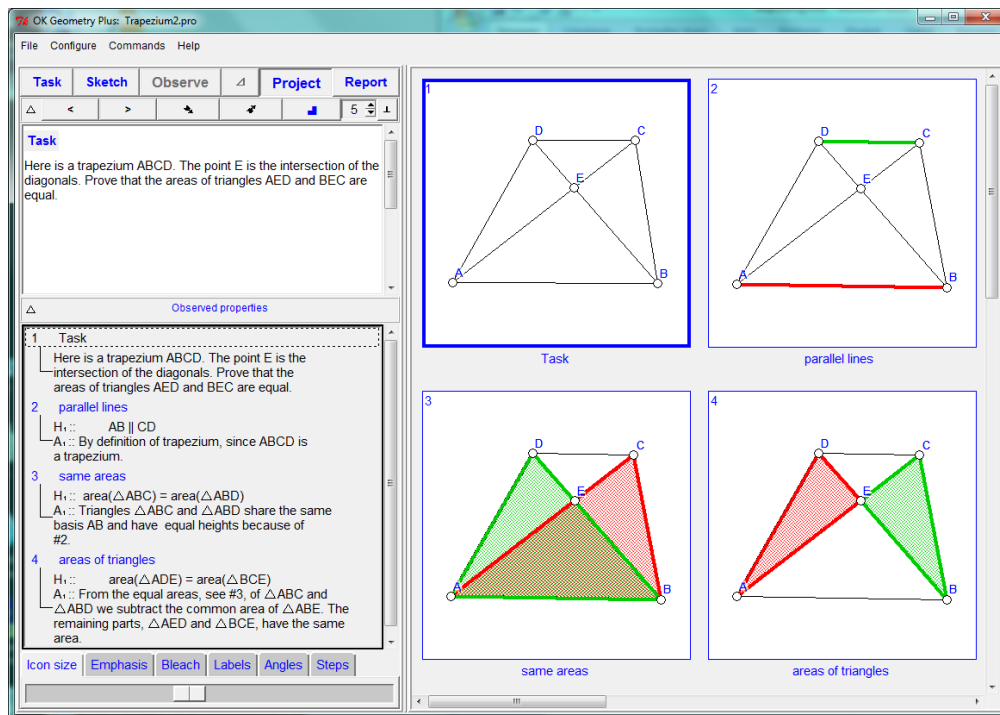 OK Geometry Plus: Trapezium2.pro
File Configure Commands Help
Task Sketch Observe ⊿ Project Report
△ < > 5
Task
Here is a trapezium ABCD. The point E is the intersection of the
diagonals. Prove that the areas of triangles AED and BEC are
equal.
△ Observed properties
1 Task
Here is a trapezium ABCD. The point E is the
intersection of the diagonals. Prove that the
areas of triangles AED and BEC are equal.
2 parallel lines
H₁ :: AB || CD
A₁ :: By definition of trapezium, since ABCD is
a trapezium.
3 same areas
H₁ :: area(△ABC) = area(△ABD)
A₁ :: Triangles △ABC and △ABD share the same
basis AB and have equal heights because of
#2.
4 areas of triangles
H₁ :: area(△ADE) = area(△BCE)
A₁ :: From the equal areas, see #3, of △ABC and
△ABD we subtract the common area of △ABE. The
remaining parts, △AED and △BCE, have the same
area.
Icon size Emphasis Bleach Labels Angles Steps
1
D C
E
A B
Task
2
D C
E
A B
parallel lines
3
D C
E
A B
same areas
4
D C
E
A B
areas of triangles